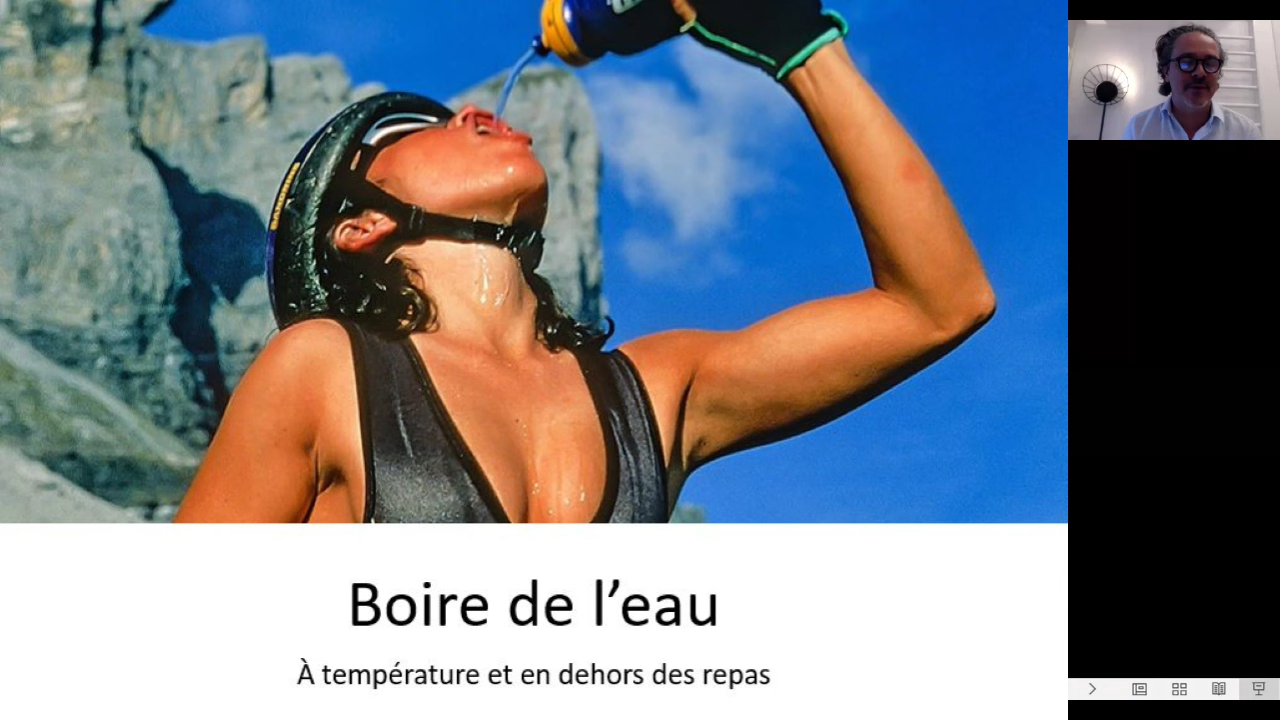 Boire de l’eau
À température et en dehors des repas